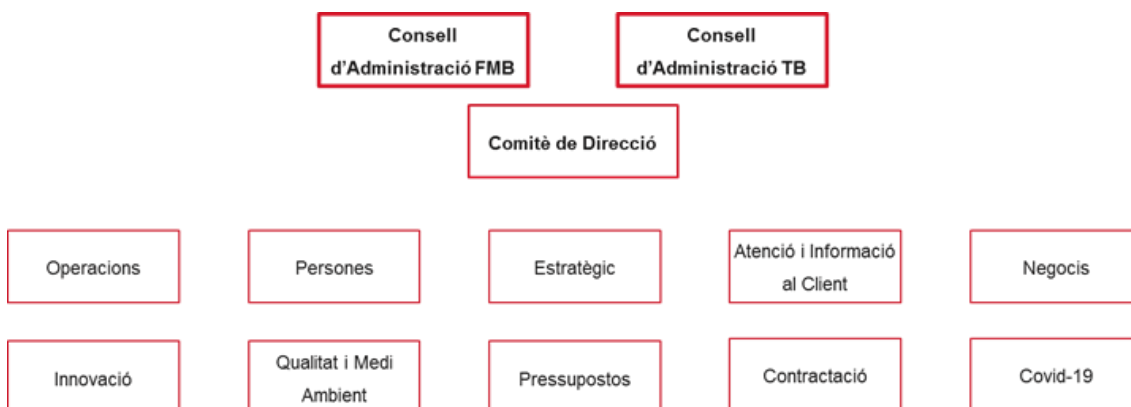 Consell
d'Administració FMB
Consell
d'Administració TB
Comitè de Direcció
Operacions
Persones
Estratègic
Atenció i Informació
al Client
Negocis
Innovació
Qualitat i Medi
Ambient
Pressupostos
Contractació
Covid-19